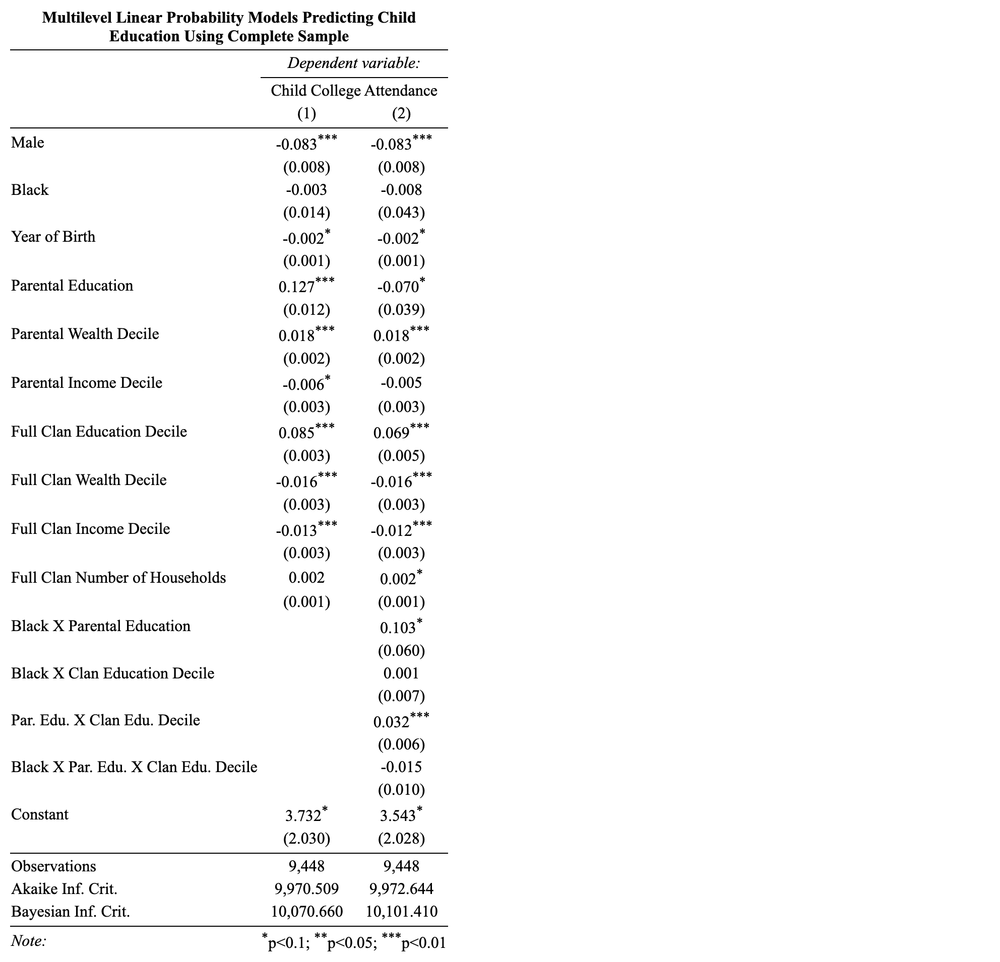 Multilevel Linear Probability Models Predicting Child
Education Using Complete Sample
Dependent variable:
Child College Attendance
(1) (2)
Male -0.083*** -0.083***
(0.008) (0.008)
Black -0.003 -0.008
(0.014) (0.043)
Year of Birth -0.002* -0.002*
(0.001) (0.001)
Parental Education 0.127*** -0.070*
(0.012) (0.039)
Parental Wealth Decile 0.018*** 0.018***
(0.002) (0.002)
Parental Income Decile -0.006* -0.005
(0.003) (0.003)
Full Clan Education Decile 0.085*** 0.069***
(0.003) (0.005)
Full Clan Wealth Decile -0.016*** -0.016***
(0.003) (0.003)
Full Clan Income Decile -0.013*** -0.012***
(0.003) (0.003)
Full Clan Number of Households 0.002 0.002*
(0.001) (0.001)
Black X Parental Education 0.103*
(0.060)
Black X Clan Education Decile 0.001
(0.007)
Par. Edu. X Clan Edu. Decile 0.032***
(0.006)
Black X Par. Edu. X Clan Edu. Decile -0.015
(0.010)
Constant 3.732* 3.543*
(2.030) (2.028)
Observations 9,448 9,448
Akaike Inf. Crit. 9,970.509 9,972.644
Bayesian Inf. Crit. 10,070.660 10,101.410
Note: *p<0.1; **p<0.05; ***p<0.01